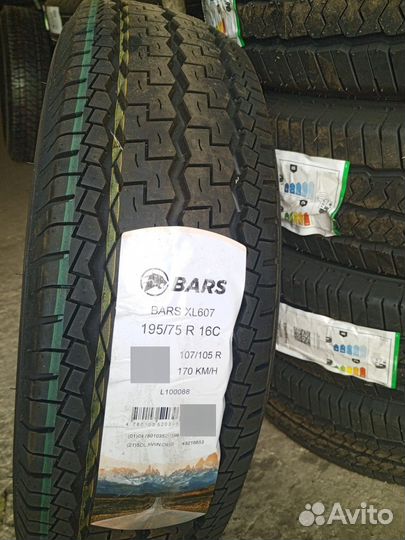 BARS
BARS XL607
195/75 R 16C
107/105 R
170 KM/H
L100088
Avito